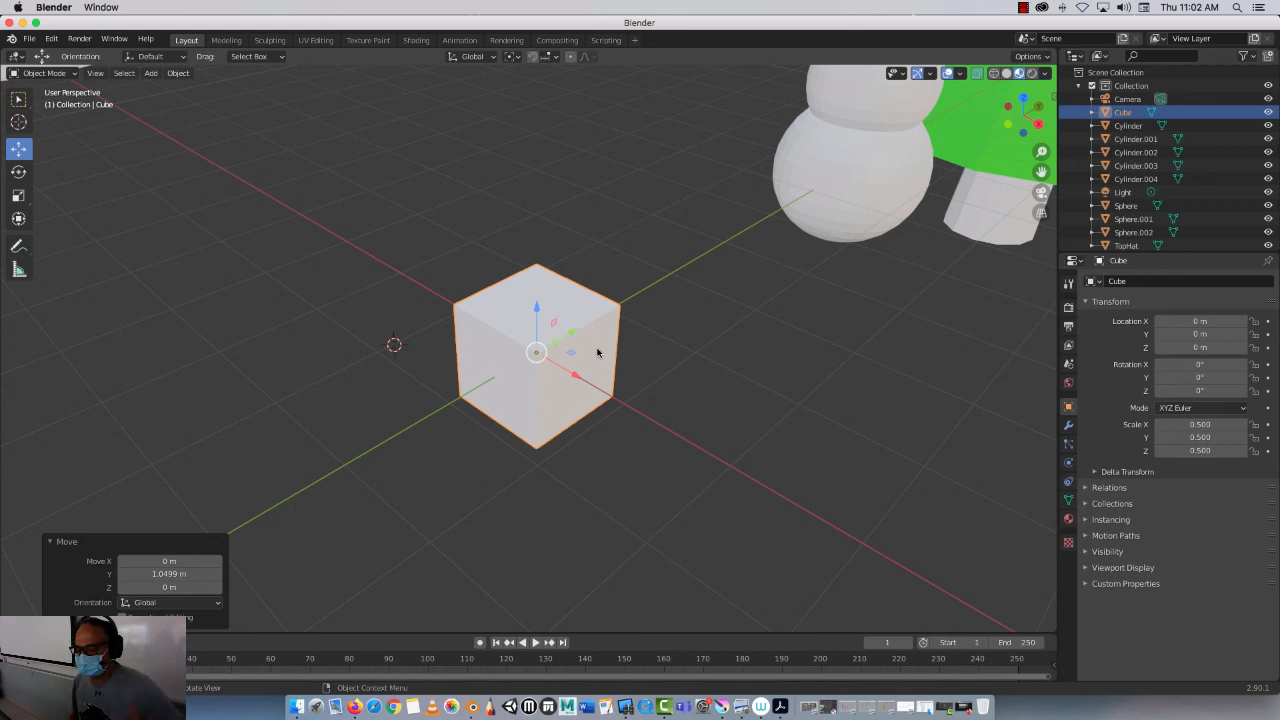 Blender Window Thu 11:02 AM
Blender
File Edit Render Window Help Layout Modeling Sculpting UV Editing Texture Paint Shading Animation Rendering Compositing Scripting + Scene View Layer
Orientation: Default Drag: Select Box Global Options
Object Mode View Select Add Object
User Perspective
(1) Collection | Cube
Scene Collection
Collection
Camera
Cube
Cylinder
Cylinder.001
Cylinder.002
Cylinder.003
Cylinder.004
Light
Sphere
Sphere.001
Sphere.002
TopHat
Cube
Cube
Transform
Location X 0 m
Y 0 m
Z 0 m
Rotation X 0°
Y 0°
Z 0°
Mode XYZ Euler
Scale X 0.500
Y 0.500
Z 0.500
Delta Transform
Relations
Collections
Instancing
Motion Paths
Visibility
Viewport Display
Custom Properties
Move
Move X 0 m
Y 1.0499 m
Z 0 m
Orientation Global
1 Start 1 End 250
40 50 60 70 80 90 100 110 120 130 140 150 160 170 180 190 200 210 220 230 240 250
Rotate View Object Context Menu 2.90.1